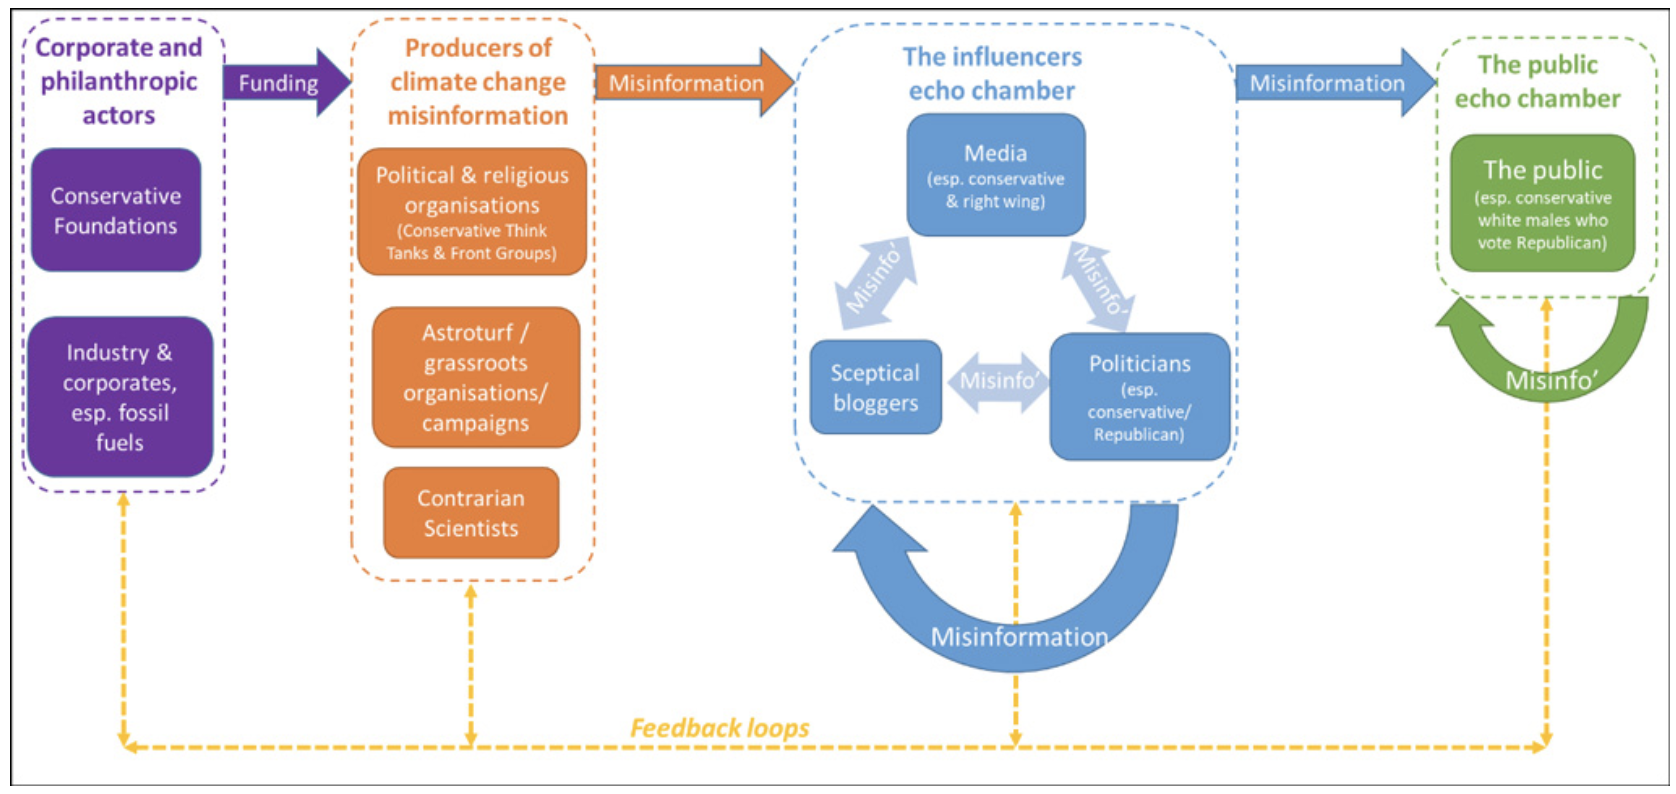 Corporate and
philanthropic
actors
Conservative
Foundations
Industry &
corporates,
esp. fossil
fuels
Funding
Producers of
climate change
misinformation
Political & religious
organisations
(Conservative Think
Tanks & Front Groups)
Astroturf /
grassroots
organisations/
campaigns
Contrarian
Scientists
Misinformation
The influencers
echo chamber
Media
(esp. conservative
& right wing)
Misinfo’
Misinfo’
Sceptical
bloggers
Misinfo’
Politicians
(esp.
conservative/
Republican)
Misinformation
Misinformation
The public
echo chamber
The public
(esp. conservative
white males who
vote Republican)
Misinfo’
Feedback loops